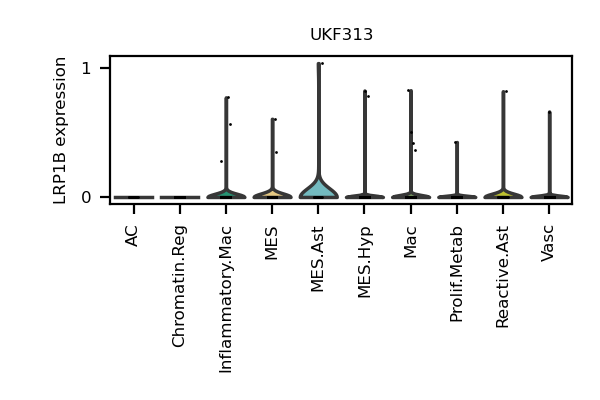 UKF313
LRP1B expression
1
0
AC
Chromatin.Reg
Inflammatory.Mac
MES
MES.Ast
MES.Hyp
Mac
Prolif.Metab
Reactive.Ast
Vasc